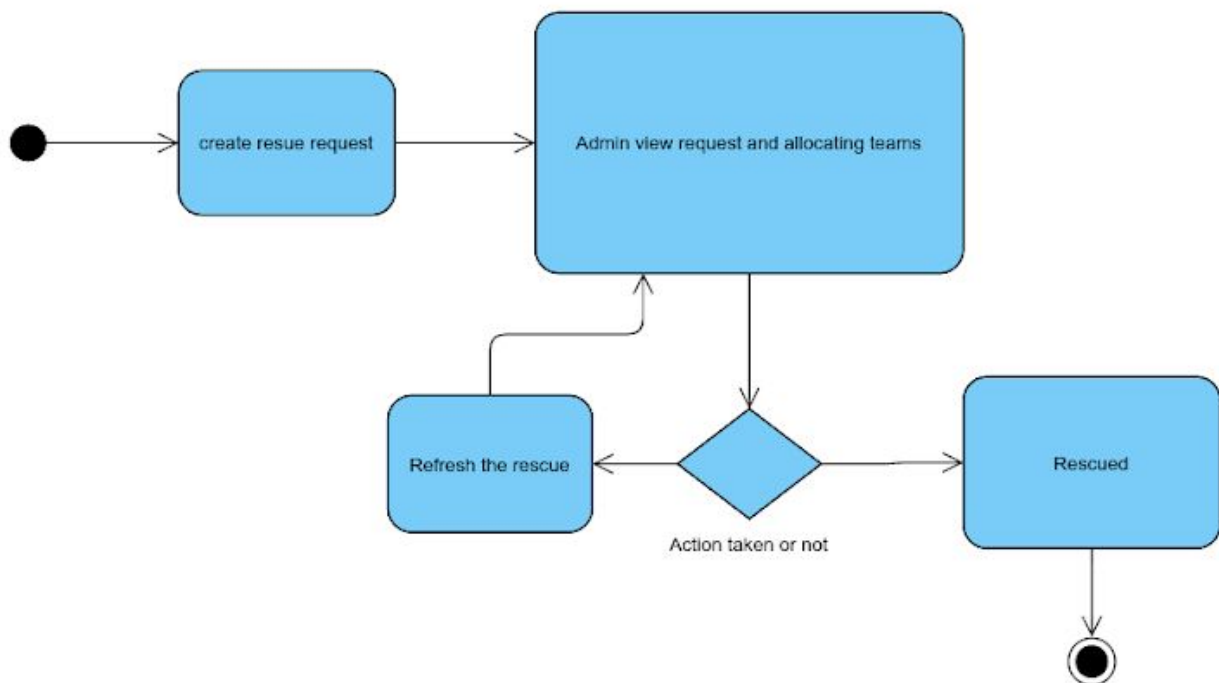 create resue request
Admin view request and allocating teams
Refresh the rescue
Rescued
Action taken or not